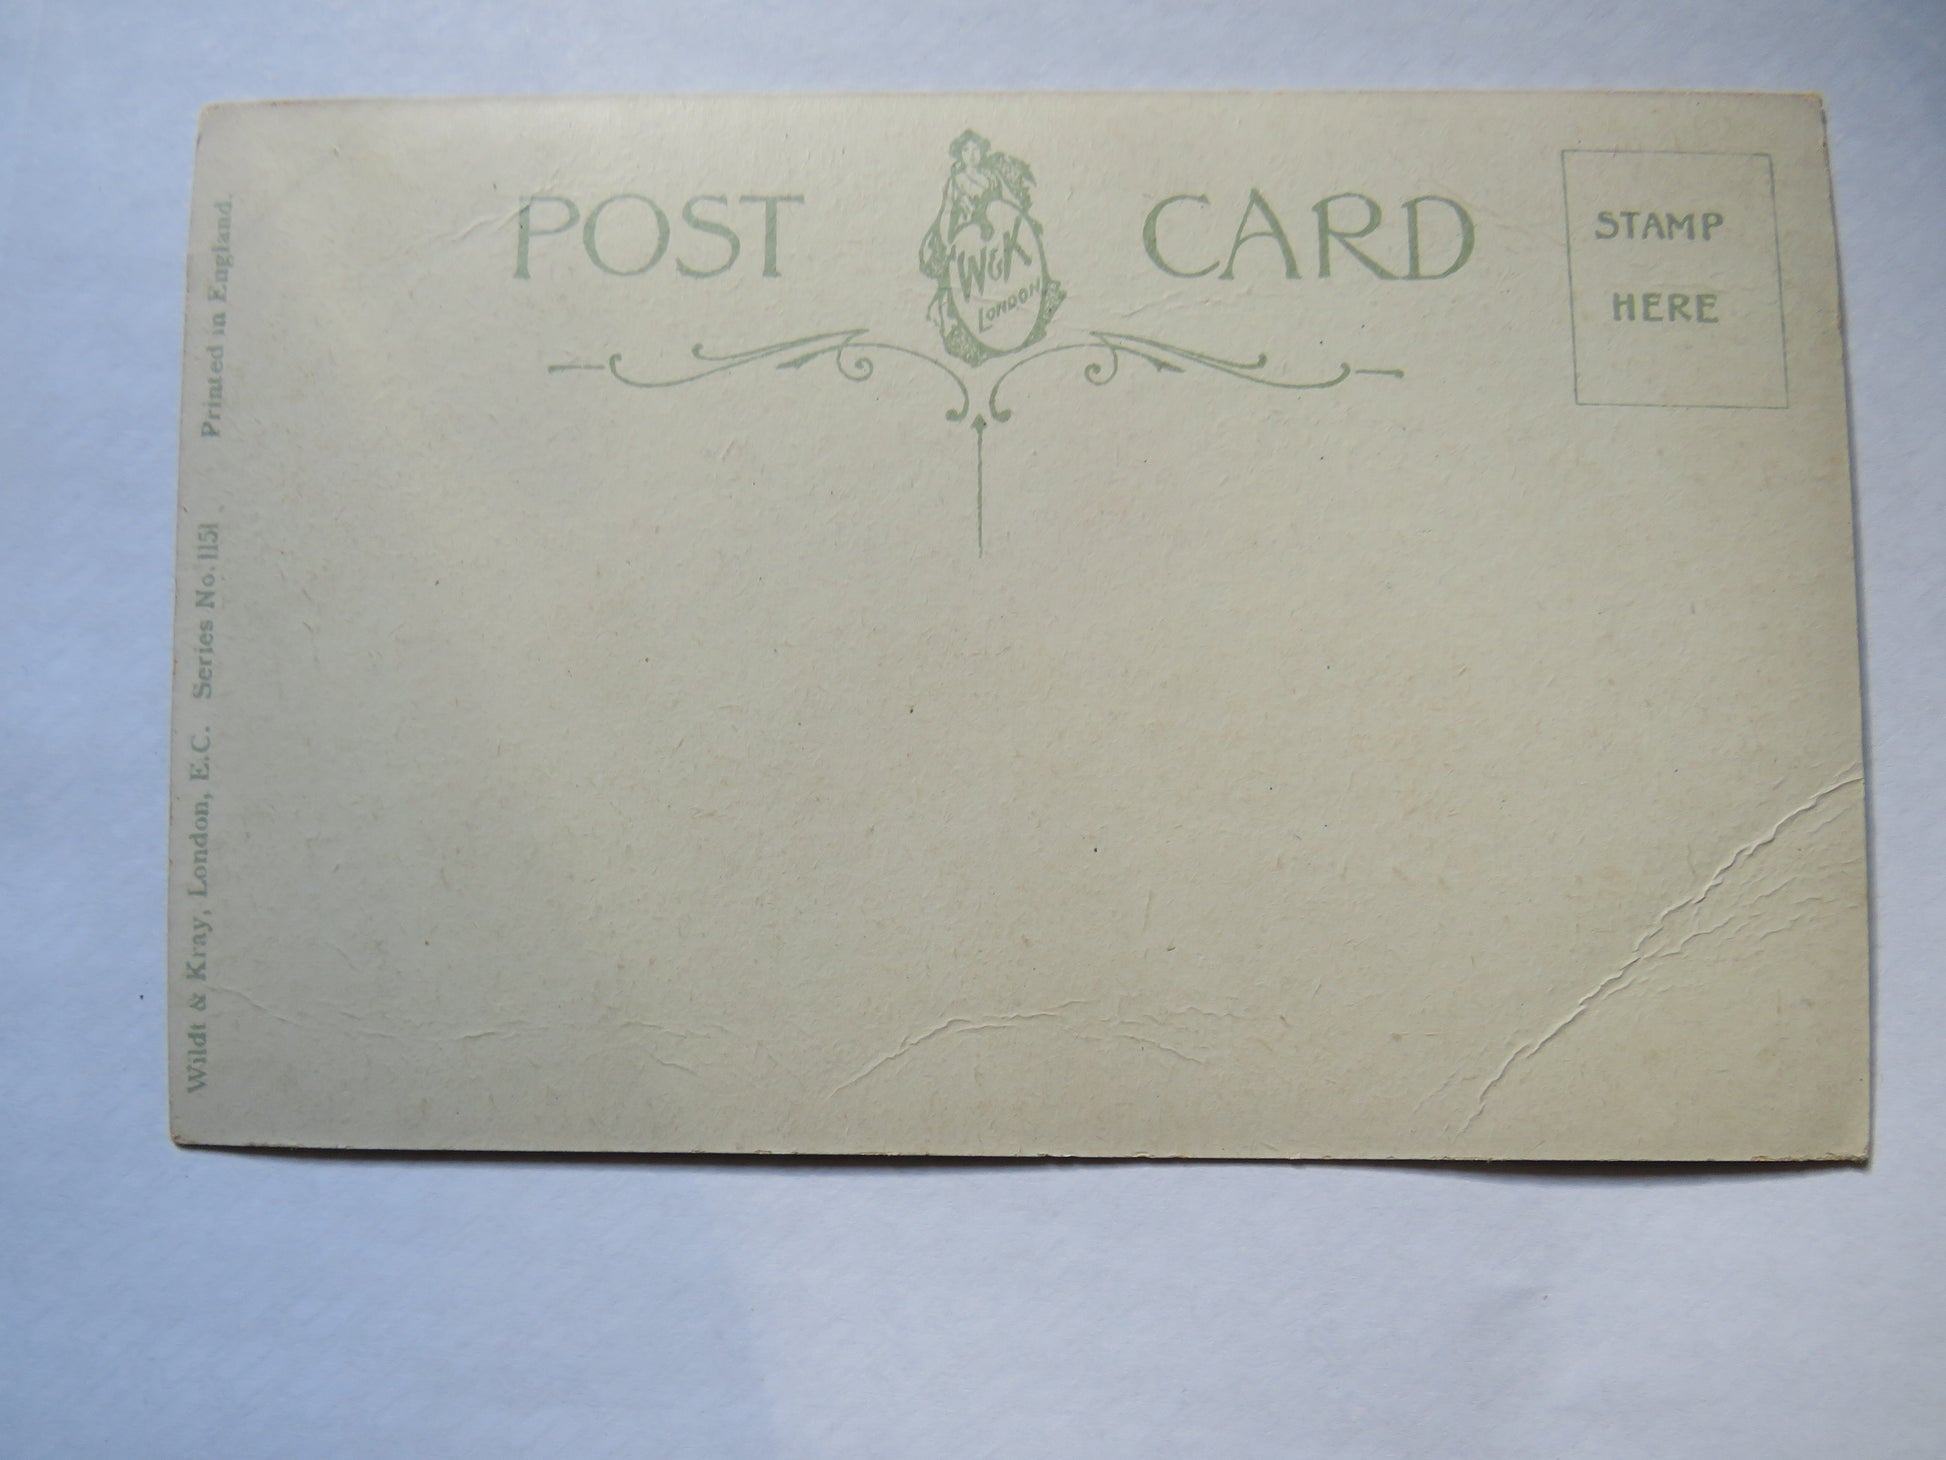 POST CARD
W&K
LONDON
STAMP
HERE
Wildt & Kray, London, E.C. Series No. 1151 Printed in England.